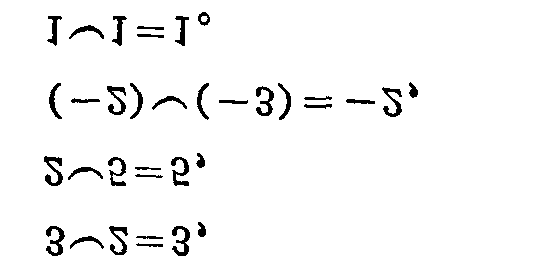 3⌣2=3,
2⌣5=5,
(-2)⌣(-3)=-2,
1⌣1=1。